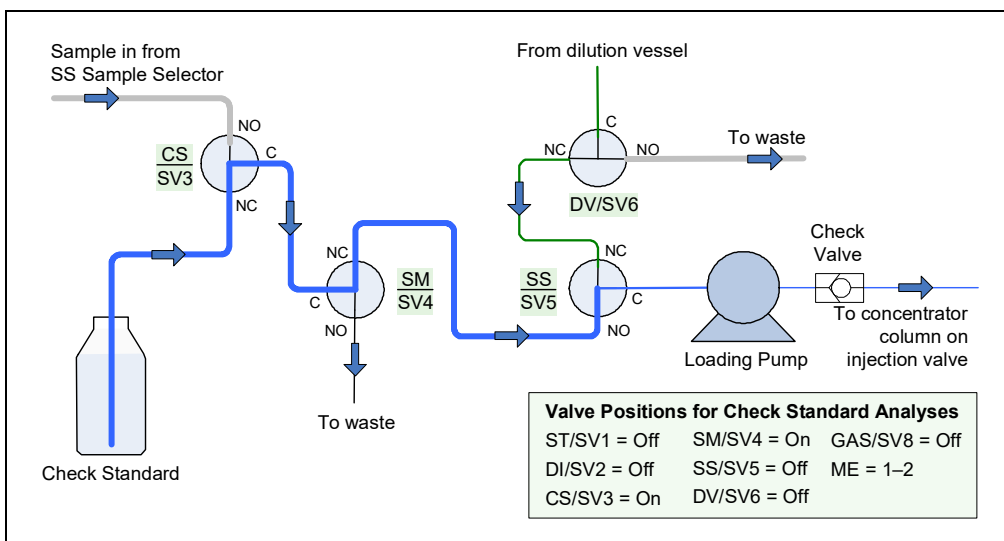 Sample in from
SS Sample Selector
From dilution vessel
NO
C
CS
SV3
NC
C
NC
NO
To waste
DV/SV6
NC
SM
SV4
C
NO
To waste
NC
SS
SV5
C
NO
Loading Pump
Check
Valve
To concentrator
column on
injection valve
Check Standard
Valve Positions for Check Standard Analyses
ST/SV1 = Off SM/SV4 = On GAS/SV8 = Off
DI/SV2 = Off SS/SV5 = Off ME = 1–2
CS/SV3 = On DV/SV6 = Off